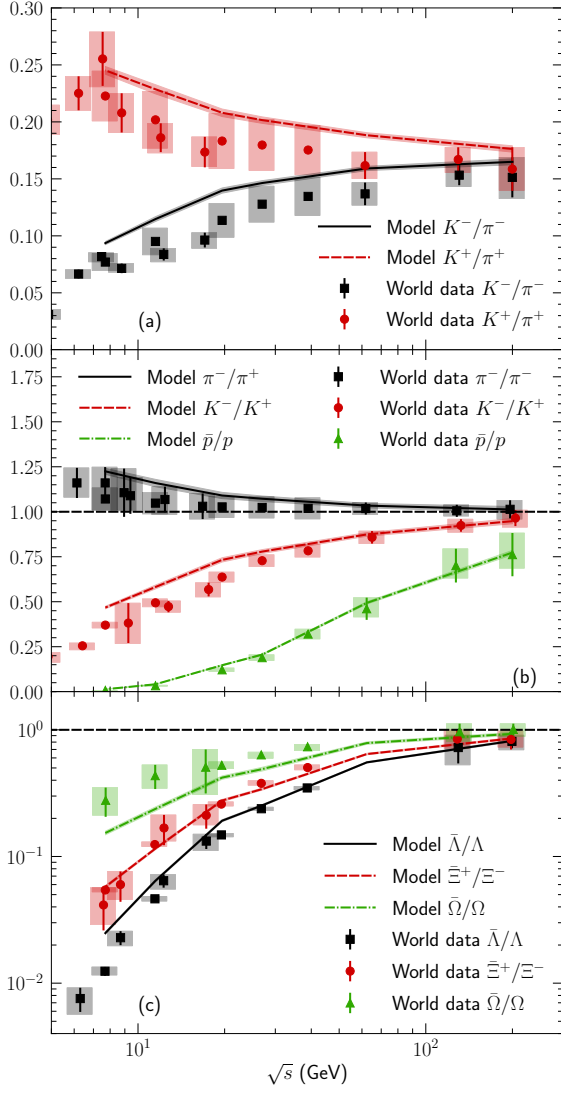 0.30
0.25
0.20
0.15
0.10
0.05
0.00
Model K⁻/π⁻
Model K⁺/π⁺
World data K⁻/π⁻
World data K⁺/π⁺
(a)
1.75
1.50
1.25
1.00
0.75
0.50
0.25
0.00
Model π⁻/π⁺
Model K⁻/K⁺
Model p̄/p
World data π⁻/π⁻
World data K⁻/K⁺
World data p̄/p
(b)
10⁰
10⁻¹
10⁻²
Model Λ̄/Λ
Model Ξ̄⁺/Ξ⁻
Model Ω̄/Ω
World data Λ̄/Λ
World data Ξ̄⁺/Ξ⁻
World data Ω̄/Ω
(c)
10¹ 10²
√s (GeV)